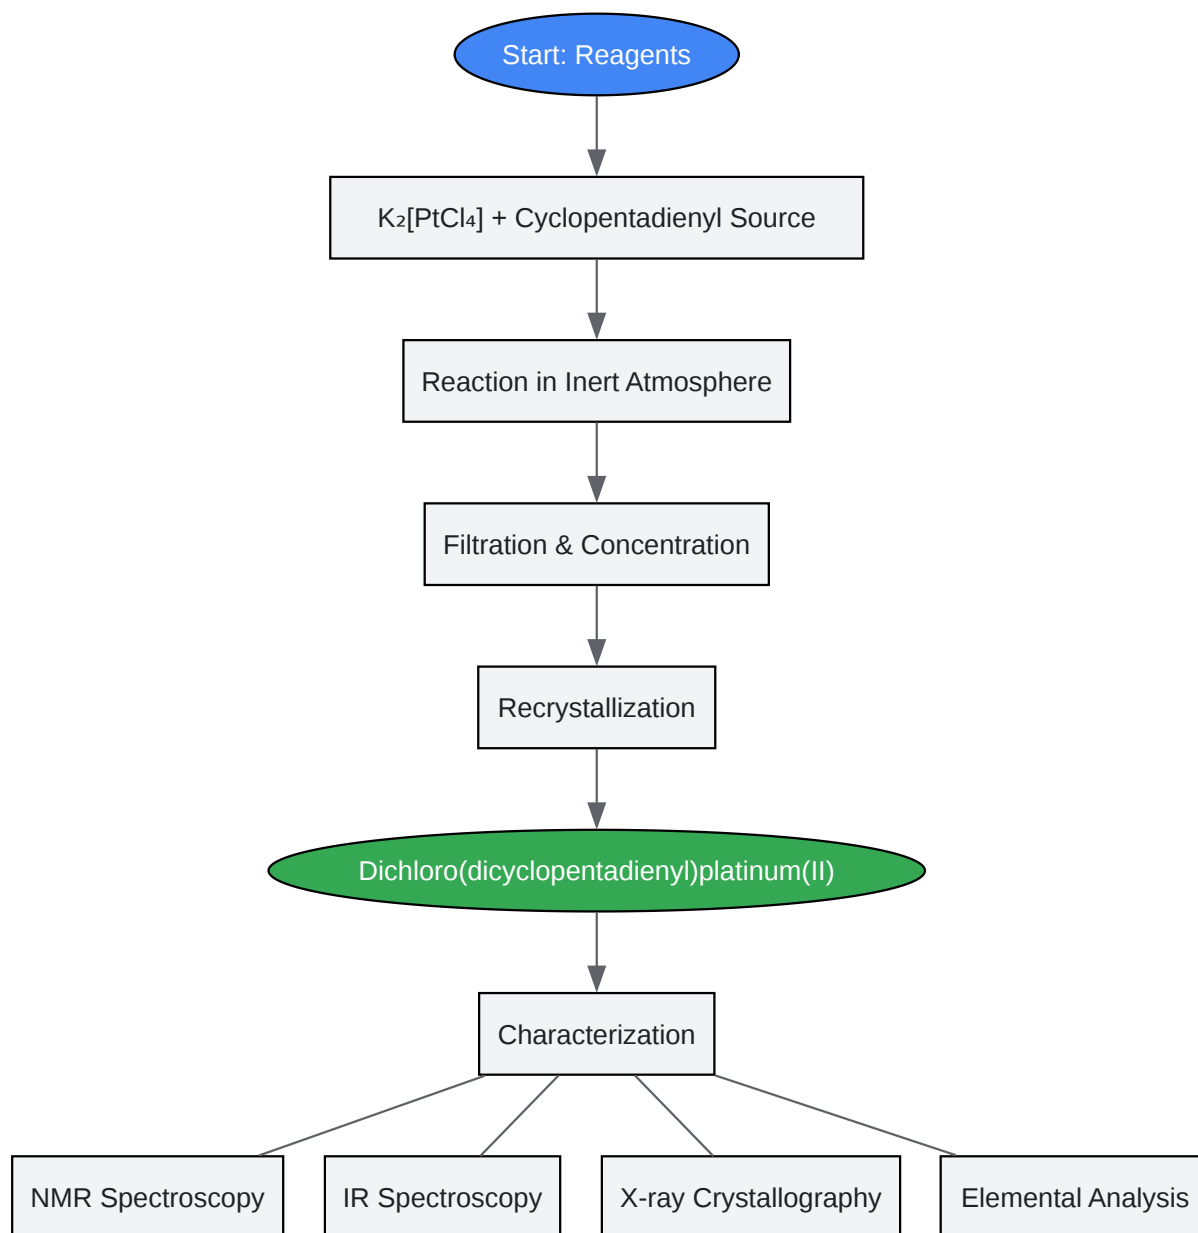 Start: Reagents
K₂[PtCl₄] + Cyclopentadienyl Source
Reaction in Inert Atmosphere
Filtration & Concentration
Recrystallization
Dichloro(dicyclopentadienyl)platinum(II)
Characterization
NMR Spectroscopy
IR Spectroscopy
X-ray Crystallography
Elemental Analysis